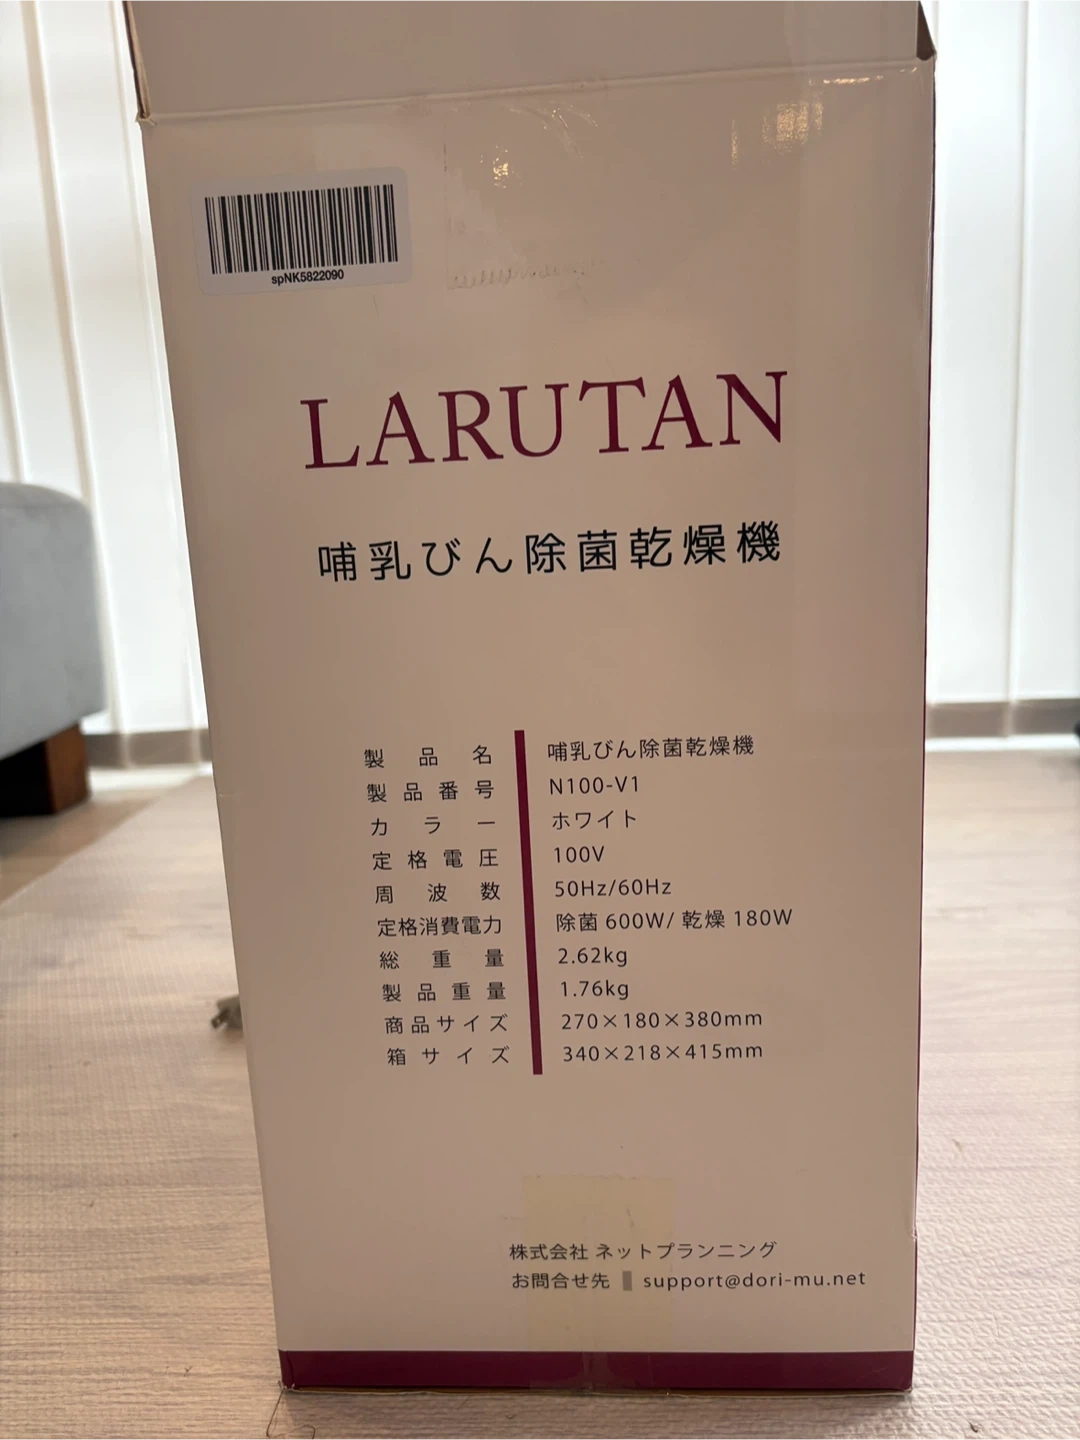 spNK5822090
LARUTAN
哺乳びん除菌乾燥機
製品名 哺乳びん除菌乾燥機
製品番号 N100-V1
カラー ホワイト
定格電圧 100V
周波数 50Hz/60Hz
定格消費電力 除菌 600W/ 乾燥 180W
総重量 2.62kg
製品重量 1.76kg
商品サイズ 270×180×380mm
箱サイズ 340×218×415mm
株式会社 ネットプランニング
お問合せ先 support@dori-mu.net